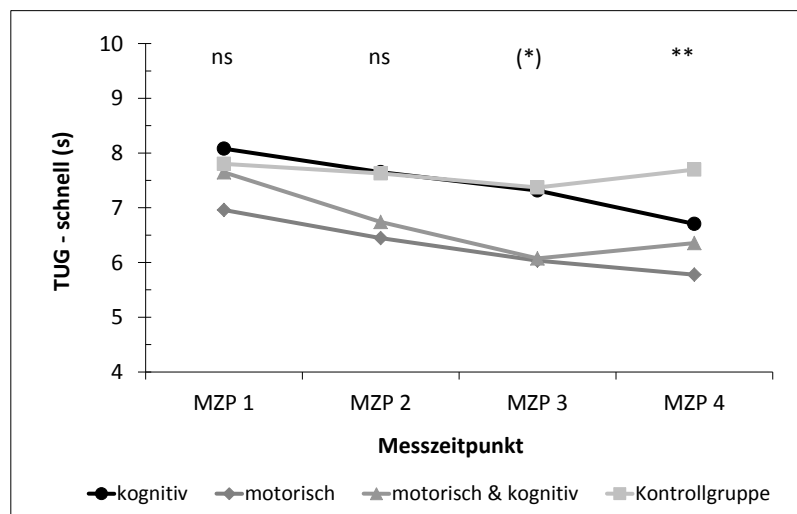 10
ns ns (*) **
9
8
7
6
5
4
TUG - schnell (s)
MZP 1 MZP 2 MZP 3 MZP 4
Messzeitpunkt
kognitiv motorisch motorisch & kognitiv Kontrollgruppe